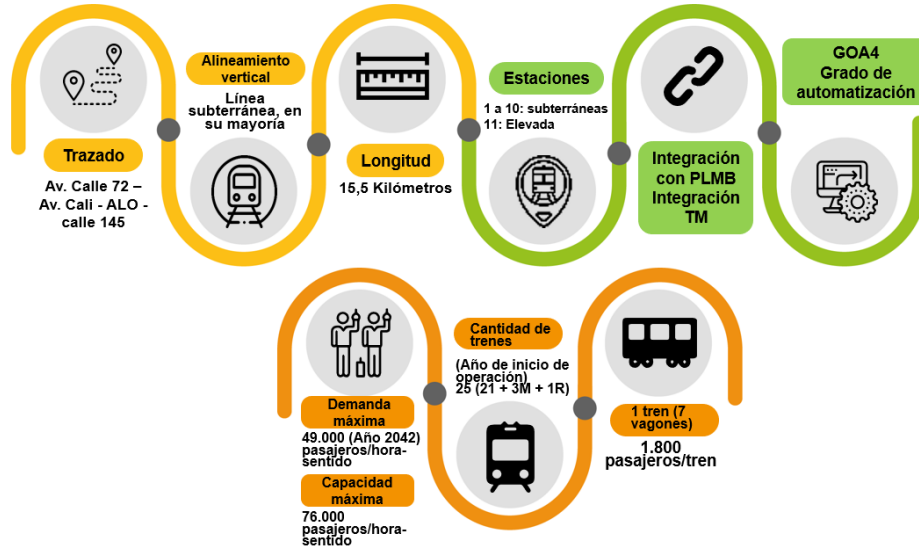 Trazado
Av. Calle 72 –
Av. Cali - ALO -
calle 145
Alineamiento
vertical
Línea
subterránea, en
su mayoría
Longitud
15,5 Kilómetros
Estaciones
1 a 10: subterráneas
11: Elevada
Integración
con PLMB
Integración
TM
GOA4
Grado de
automatización
Demanda
máxima
49.000 (Año 2042)
pasajeros/hora-
sentido
Capacidad
máxima
76.000
pasajeros/hora-
sentido
Cantidad de
trenes
(Año de inicio de
operación)
25 (21 + 3M + 1R)
1 tren (7
vagones)
1.800
pasajeros/tren